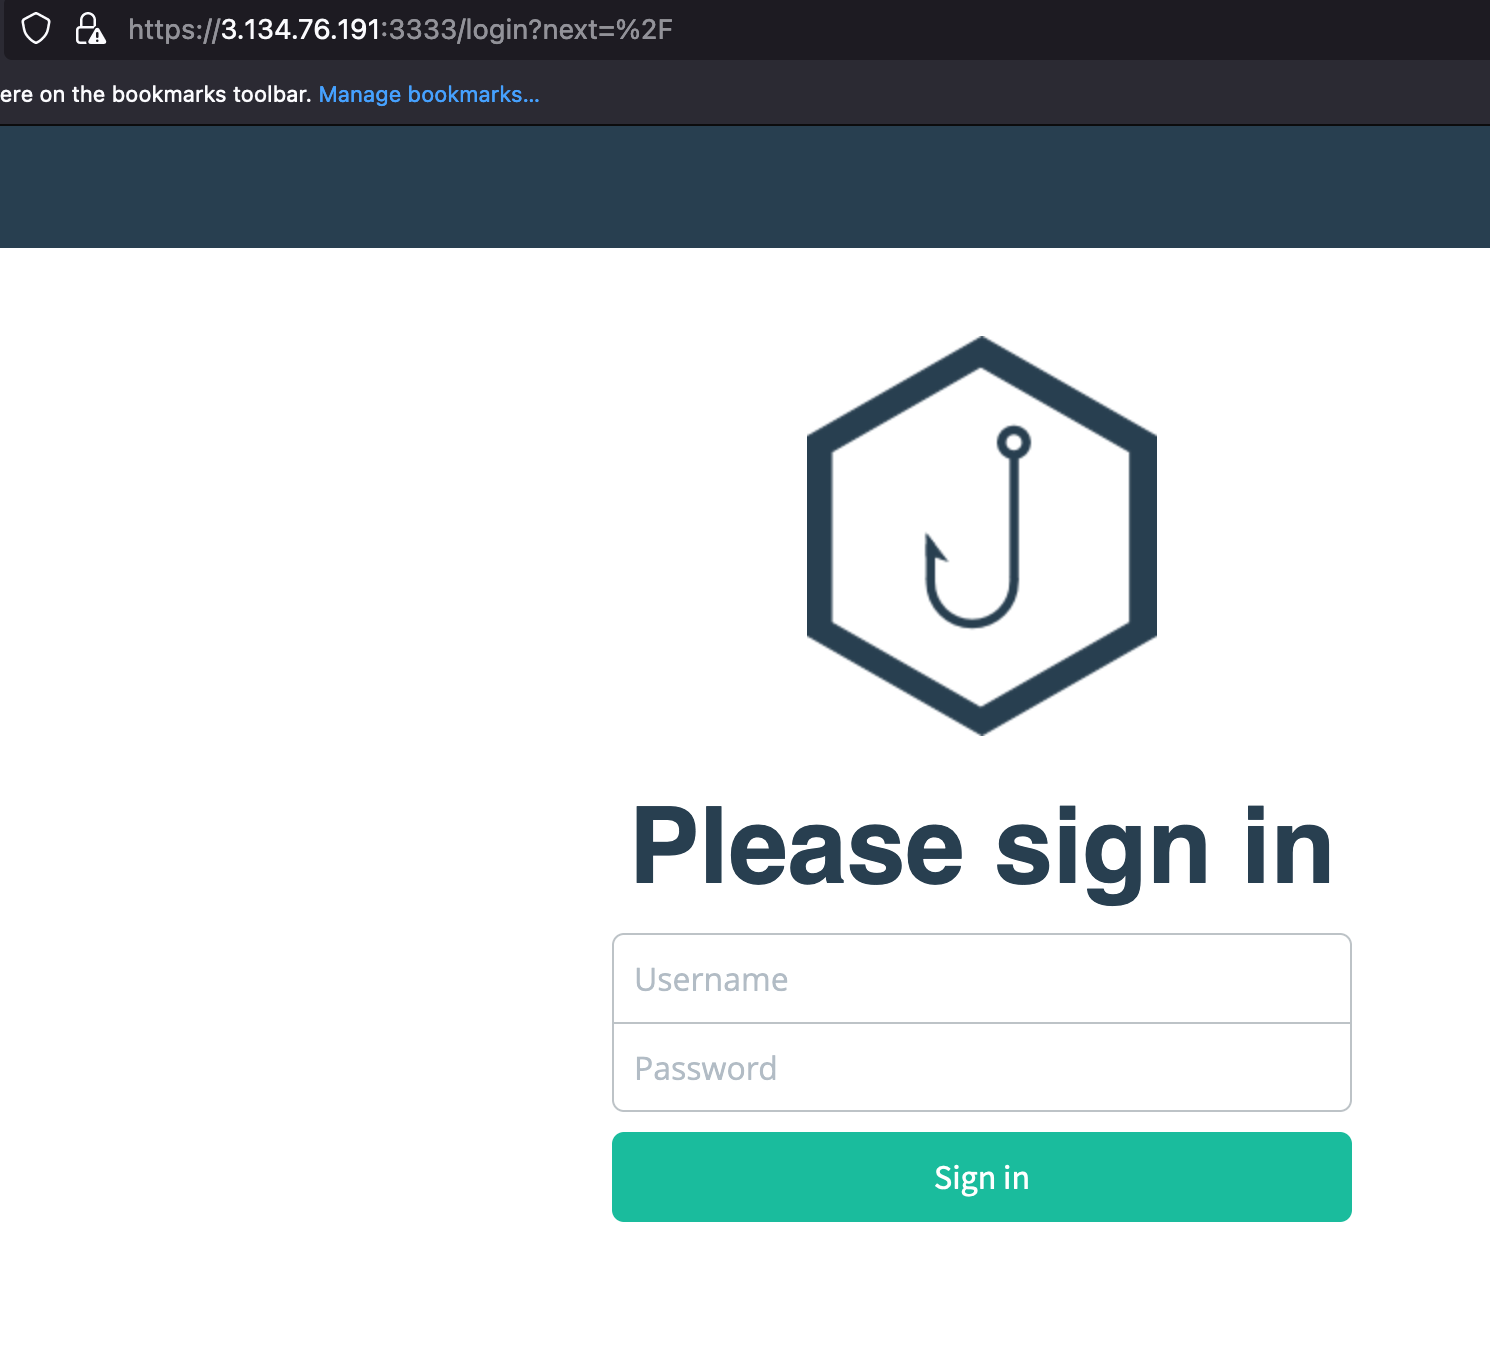 https://3.134.76.191:3333/login?next=%2F
ere on the bookmarks toolbar. Manage bookmarks...
Please sign in
Username
Password
Sign in